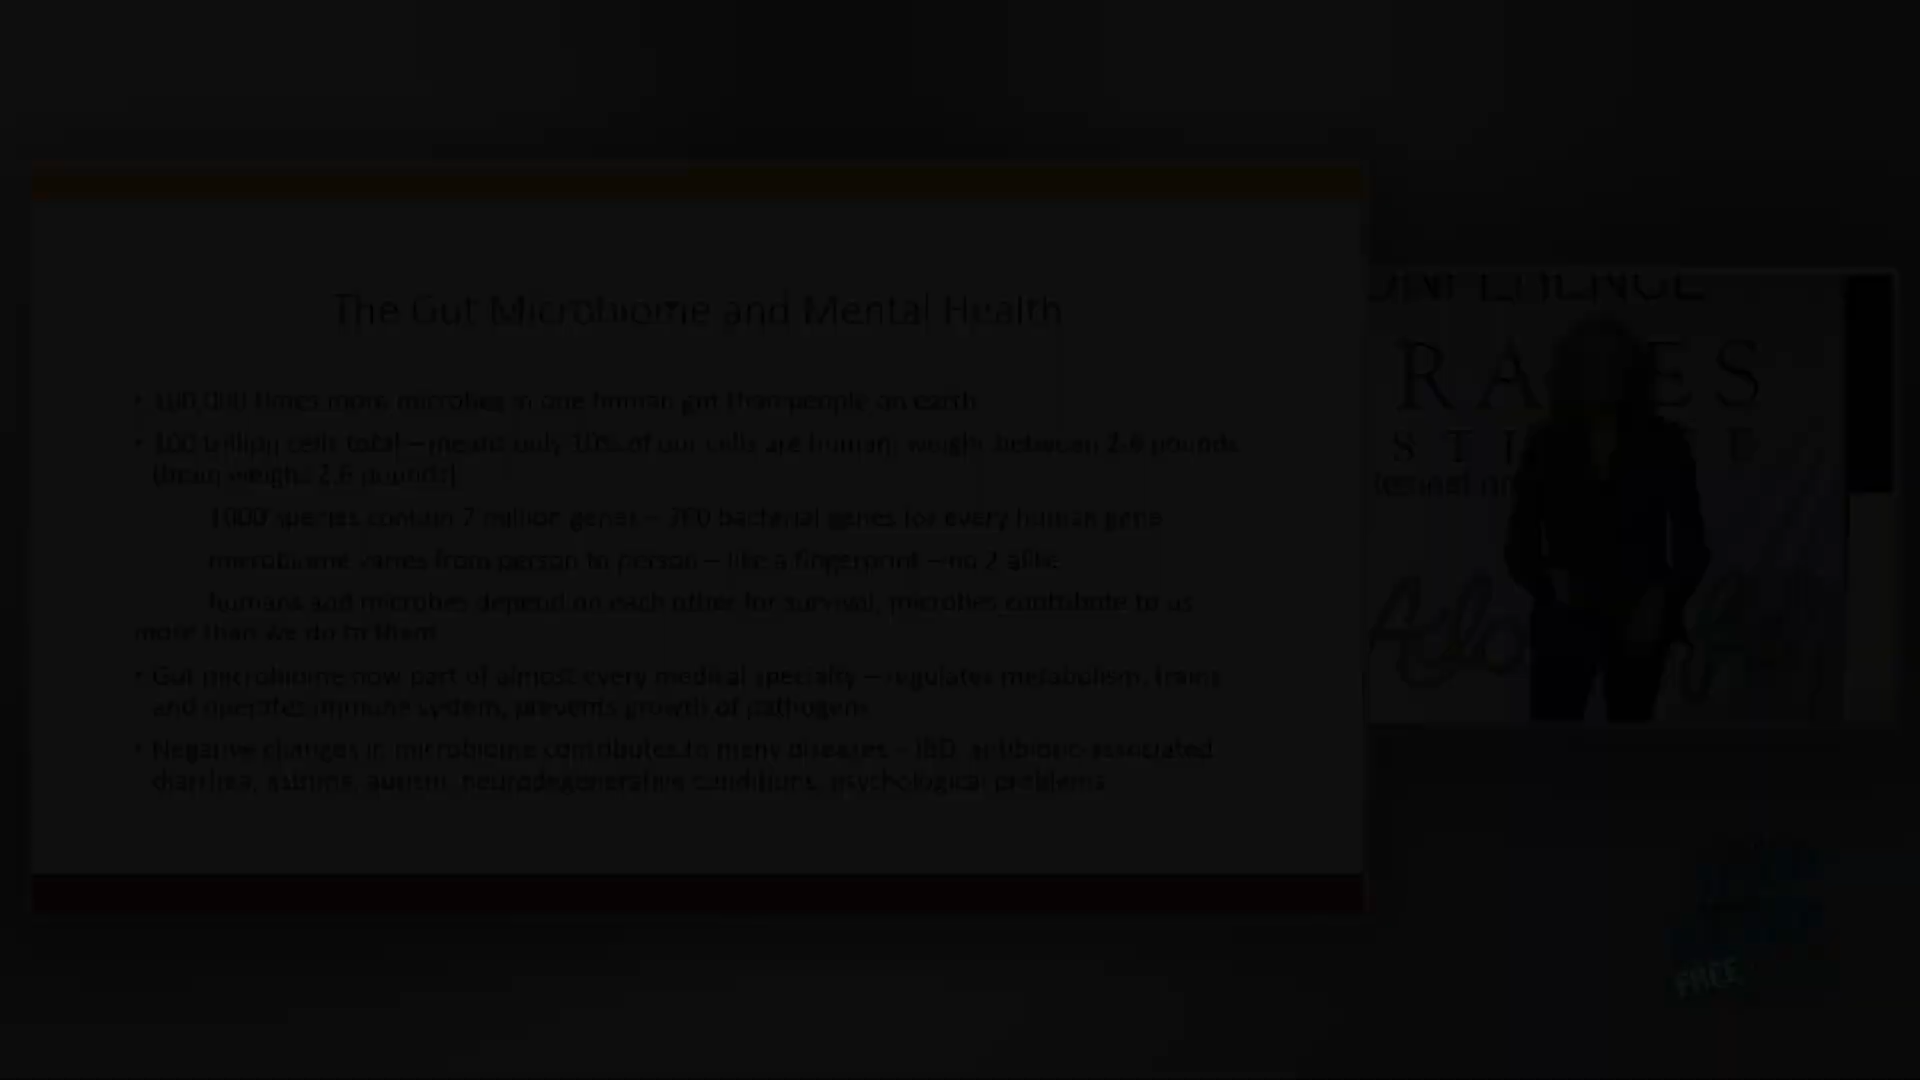 The Gut Microbiome and Mental Health
• 100,000 times more microbes in one human gut than people on earth
• 100 trillion cells total – means only 10% of our cells are human; weight between 2-6 pounds
(brain weighs 2.6 pounds)
1000 species contain 7 million genes – 360 bacterial genes for every human gene
microbiome varies from person to person – like a fingerprint – no 2 alike
humans and microbes depend on each other for survival, microbes contribute to us
more than we do to them
• Gut microbiome now part of almost every medical specialty – regulates metabolism, trains
and operates immune system, prevents growth of pathogens
• Negative changes in microbiome contributes to many diseases – IBD, antibiotic-associated
diarrhea, asthma, autism, neurodegenerative conditions, psychological problems
RA ES
STI
FREE